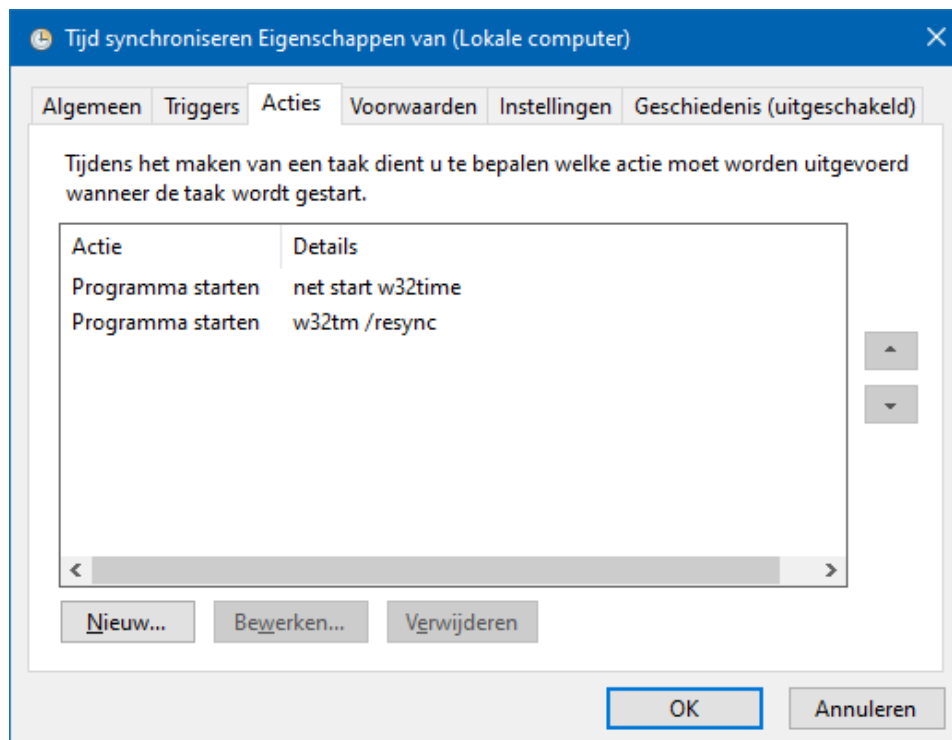 Tijd synchroniseren Eigenschappen van (Lokale computer)
Algemeen Triggers Acties Voorwaarden Instellingen Geschiedenis (uitgeschakeld)
Tijdens het maken van een taak dient u te bepalen welke actie moet worden uitgevoerd
wanneer de taak wordt gestart.
Actie Details
Programma starten net start w32time
Programma starten w32tm /resync
Nieuw... Bewerken... Verwijderen
OK Annuleren